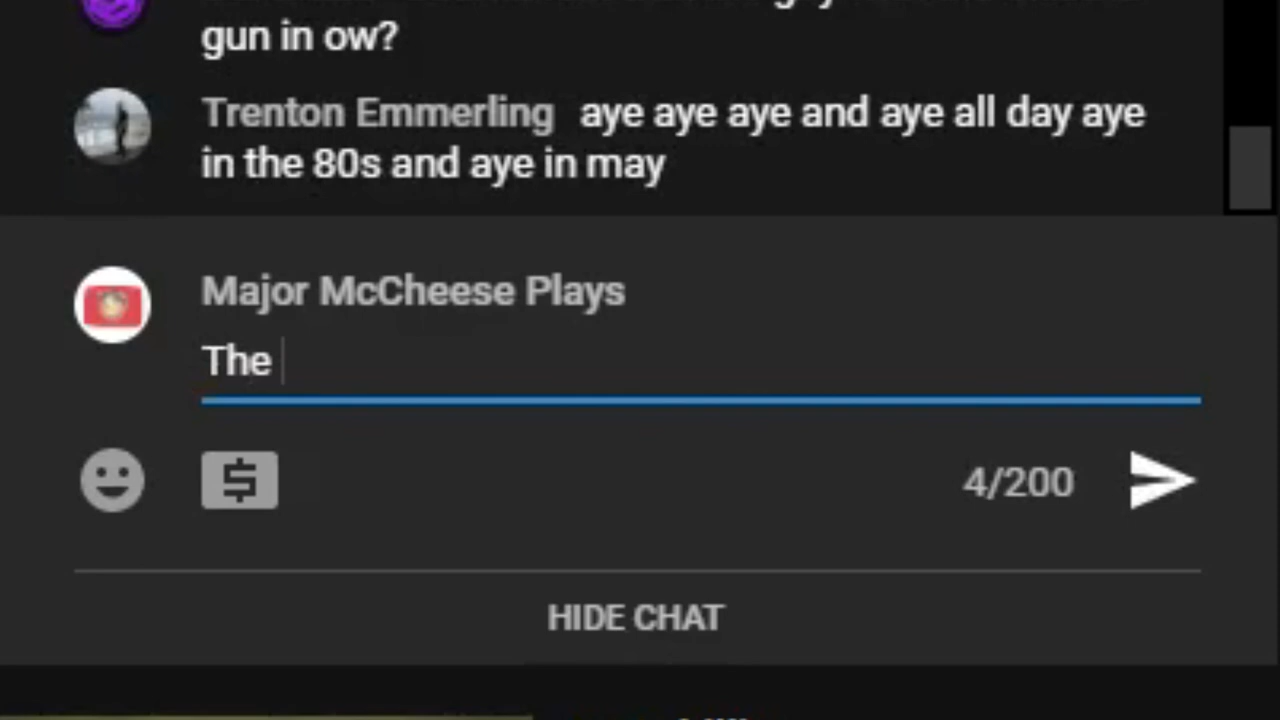 gun in ow?
Trenton Emmerling aye aye aye and aye all day aye
in the 80s and aye in may
Major McCheese Plays
The
4/200
HIDE CHAT